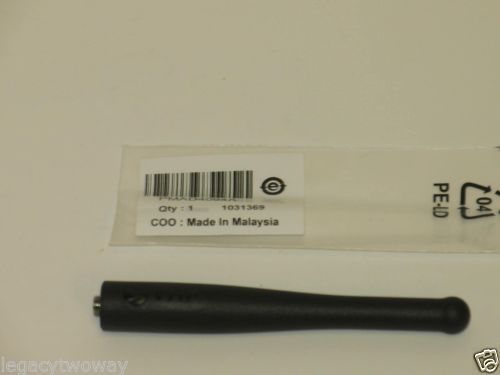 Qty : 1 1031369
COO : Made In Malaysia
e
04
PE-LD
legacytwoway